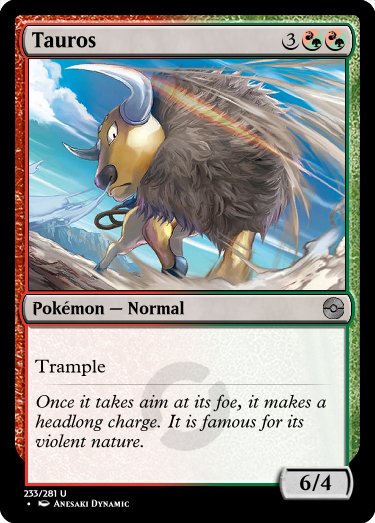 Tauros 3
Pokémon — Normal
Trample
Once it takes aim at its foe, it makes a
headlong charge. It is famous for its
violent nature.
6/4
233/281 U
• Anesaki Dynamic